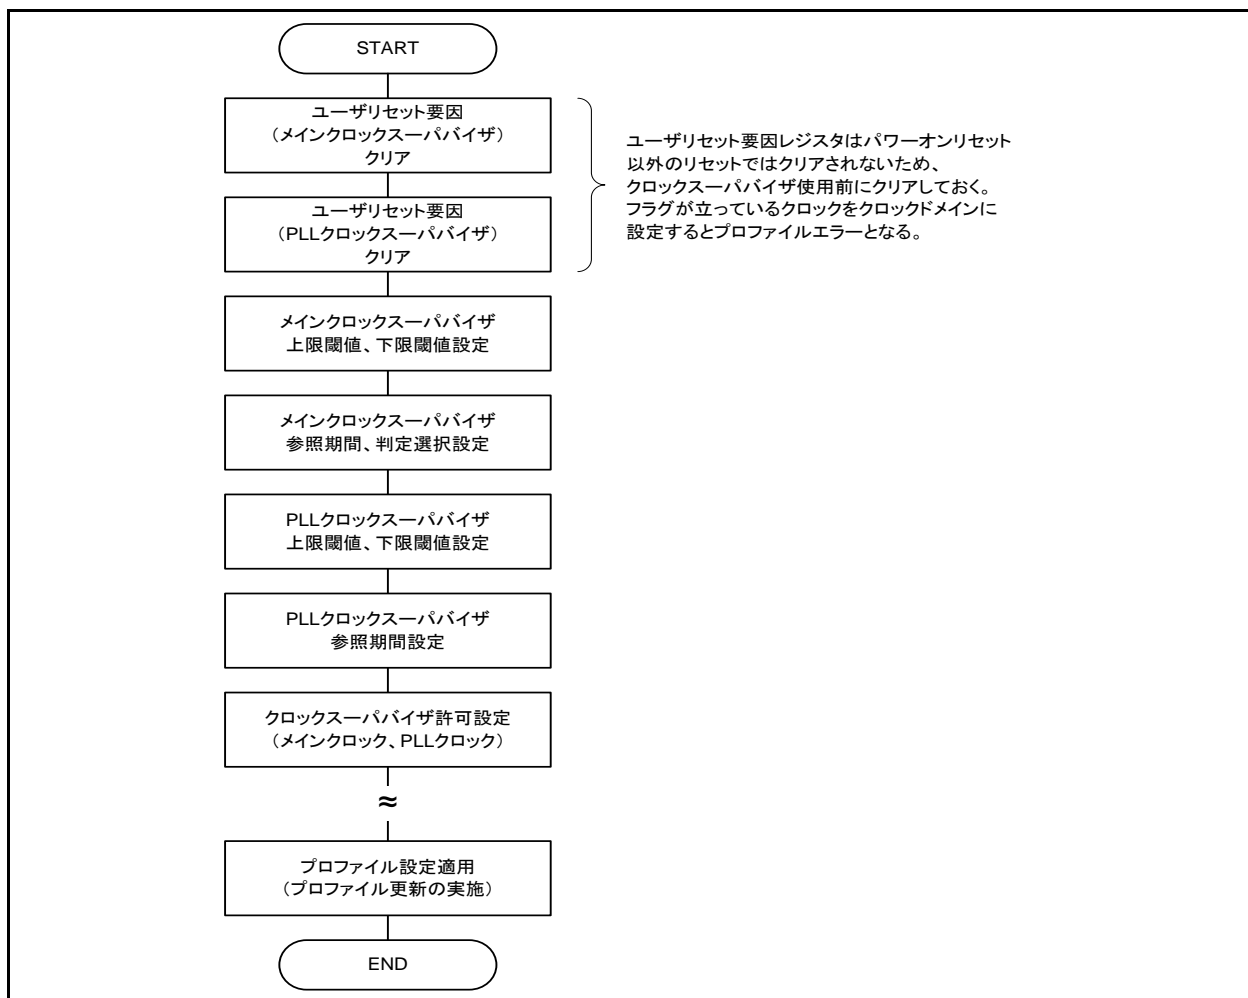 START
ユーザリセット要因
（メインクロックスーパバイザ）
クリア
ユーザリセット要因
（PLLクロックスーパバイザ）
クリア
ユーザリセット要因レジスタはパワーオンリセット
以外のリセットではクリアされないため、
クロックスーパバイザ使用前にクリアしておく。
フラグが立っているクロックをクロックドメインに
設定するとプロファイルエラーとなる。
メインクロックスーパバイザ
上限閾値、下限閾値設定
メインクロックスーパバイザ
参照期間、判定選択設定
PLLクロックスーパバイザ
上限閾値、下限閾値設定
PLLクロックスーパバイザ
参照期間設定
クロックスーパバイザ許可設定
（メインクロック、PLLクロック）
≈
プロファイル設定適用
（プロファイル更新の実施）
END